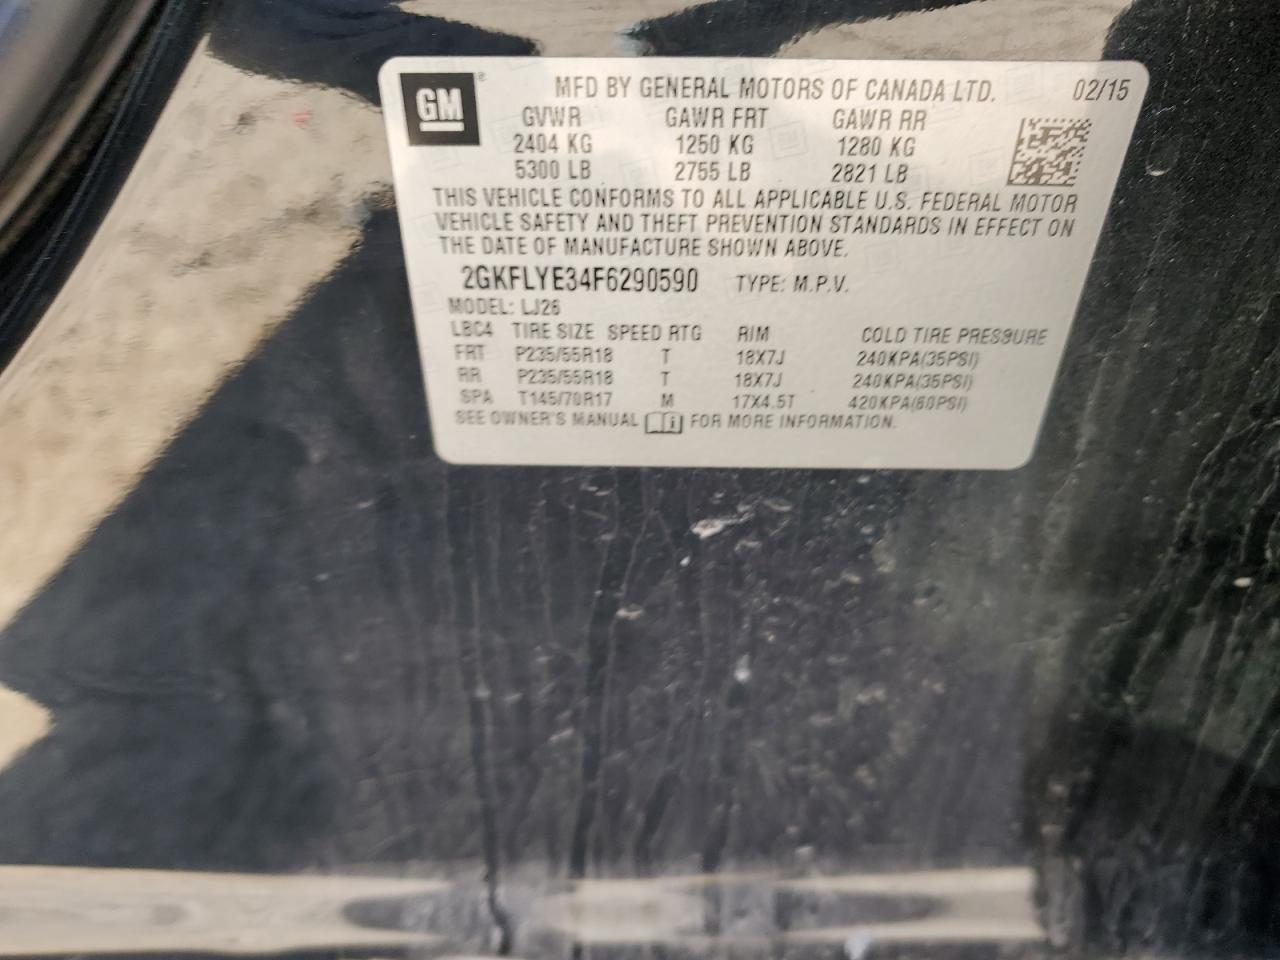 GM ® MFD BY GENERAL MOTORS OF CANADA LTD. 02/15
GVWR GAWR FRT GAWR RR
2404 KG 1250 KG 1280 KG
5300 LB 2755 LB 2821 LB
THIS VEHICLE CONFORMS TO ALL APPLICABLE U.S. FEDERAL MOTOR
VEHICLE SAFETY AND THEFT PREVENTION STANDARDS IN EFFECT ON
THE DATE OF MANUFACTURE SHOWN ABOVE.
2GKFLYE34F6290590 TYPE: M.P.V.
MODEL: LJ26
LBC4 TIRE SIZE SPEED RTG RIM COLD TIRE PRESSURE
FRT P235/55R18 T 18X7J 240KPA(35PSI)
RR P235/55R18 T 18X7J 240KPA(35PSI)
SPA T145/70R17 M 17X4.5T 420KPA(60PSI)
SEE OWNER'S MANUAL i FOR MORE INFORMATION.